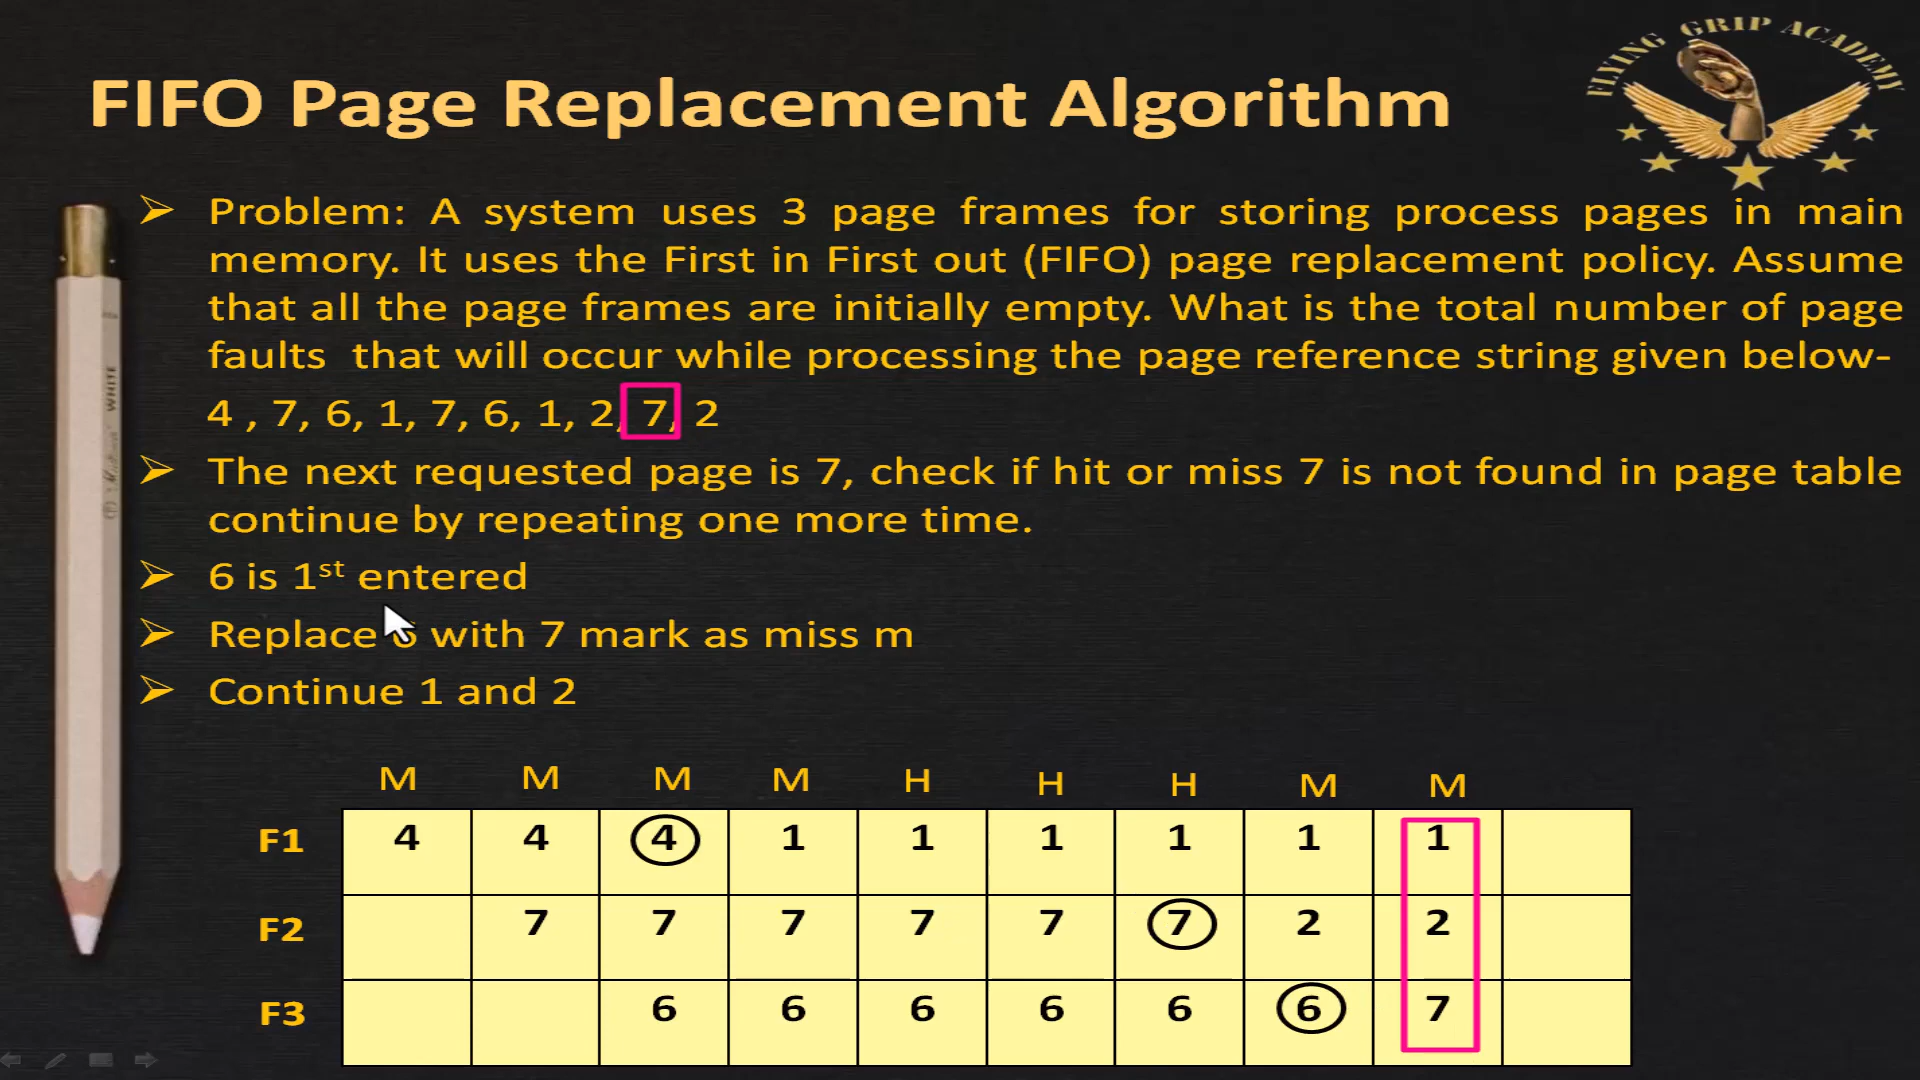 FLYING GRIP ACADEMY
FIFO Page Replacement Algorithm
➢ Problem: A system uses 3 page frames for storing process pages in main
memory. It uses the First in First out (FIFO) page replacement policy. Assume
that all the page frames are initially empty. What is the total number of page
faults that will occur while processing the page reference string given below-
4 , 7, 6, 1, 7, 6, 1, 2, 7, 2
➢ The next requested page is 7, check if hit or miss 7 is not found in page table
continue by repeating one more time.
➢ 6 is 1st entered
➢ Replace 6 with 7 mark as miss m
➢ Continue 1 and 2
WHITE
M M M M H H H M M
F1 4 4 4 1 1 1 1 1 1
F2 7 7 7 7 7 7 2 2
F3 6 6 6 6 6 6 7